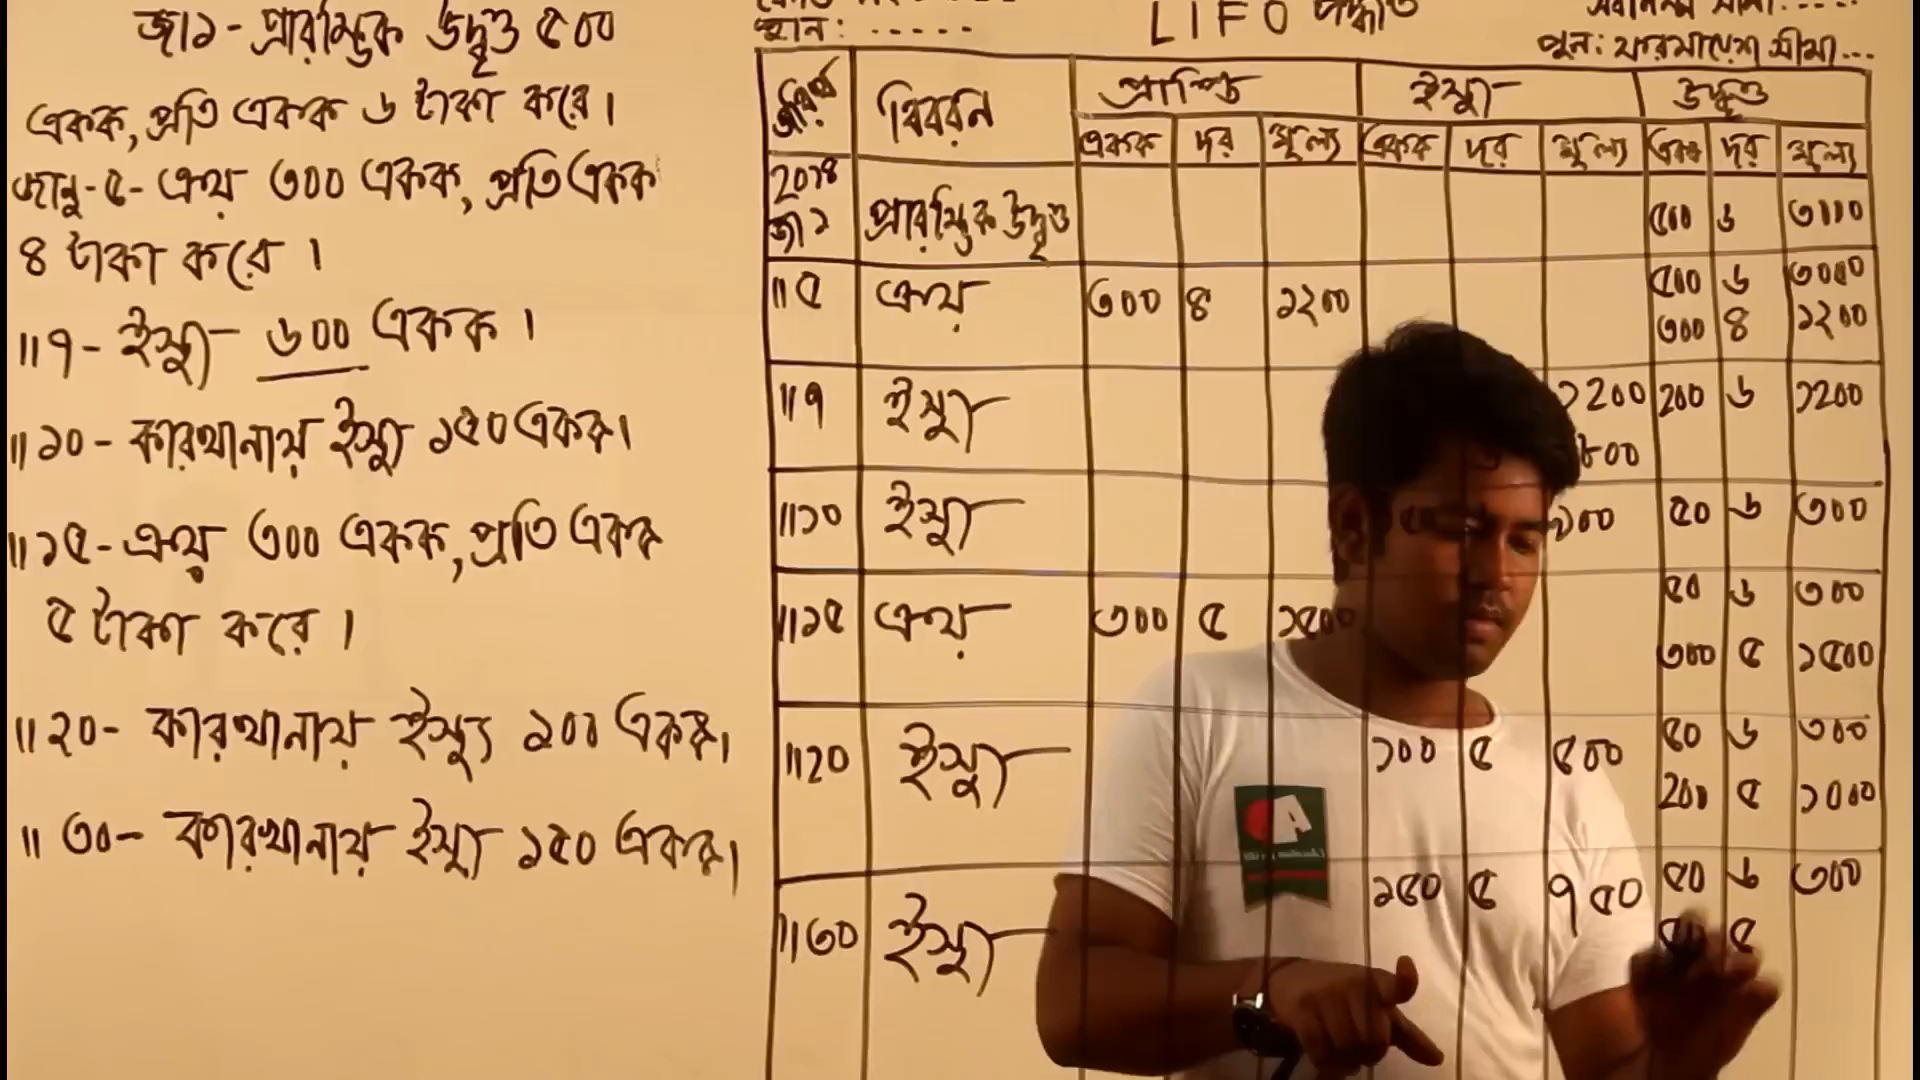 জা১- প্রারম্ভিক উদ্বৃত্ত ৫০০
একক, প্রতি একক ৬ টাকা করে।
জানু-৫- ক্রয় ৩০০ একক, প্রতি একক
৪ টাকা করে।
॥৭- ইস্যু ৬০০ একক।
॥১০- কারখানায় ইস্যু ১৫০ একক।
॥১৫- ক্রয় ৩০০ একক, প্রতি একক
৫ টাকা করে।
॥২০- কারখানায় ইস্যু ১০০ একক।
॥৩০- কারখানায় ইস্যু ১৫০ একক।
স্থান: .....
LIFO পদ্ধতি
পুন: ফরমায়েশ সীমা...
তারিখ বিবরন প্রাপ্তি ইস্যু উদ্বৃত্ত
একক দর মূল্য একক দর মূল্য একক দর মূল্য
২০১৪
জা ১ প্রারম্ভিক উদ্বৃত্ত ৫০০ ৬ ৩০০০
॥৫ ক্রয় ৩০০ ৪ ১২০০ ৫০০ ৬ ৩০০০
৩০০ ৪ ১২০০
॥৭ ইস্যু ১২০০ ২০০ ৬ ১২০০
৮০০
॥১০ ইস্যু ৯০০ ৫০ ৬ ৩০০
॥১৫ ক্রয় ৩০০ ৫ ১৫০০ ৫০ ৬ ৩০০
৩০০ ৫ ১৫০০
॥২০ ইস্যু ১০০ ৫ ৫০০ ৫০ ৬ ৩০০
২০০ ৫ ১০০০
॥৩০ ইস্যু ১৫০ ৫ ৭৫০ ৫০ ৬ ৩০০
৫
A